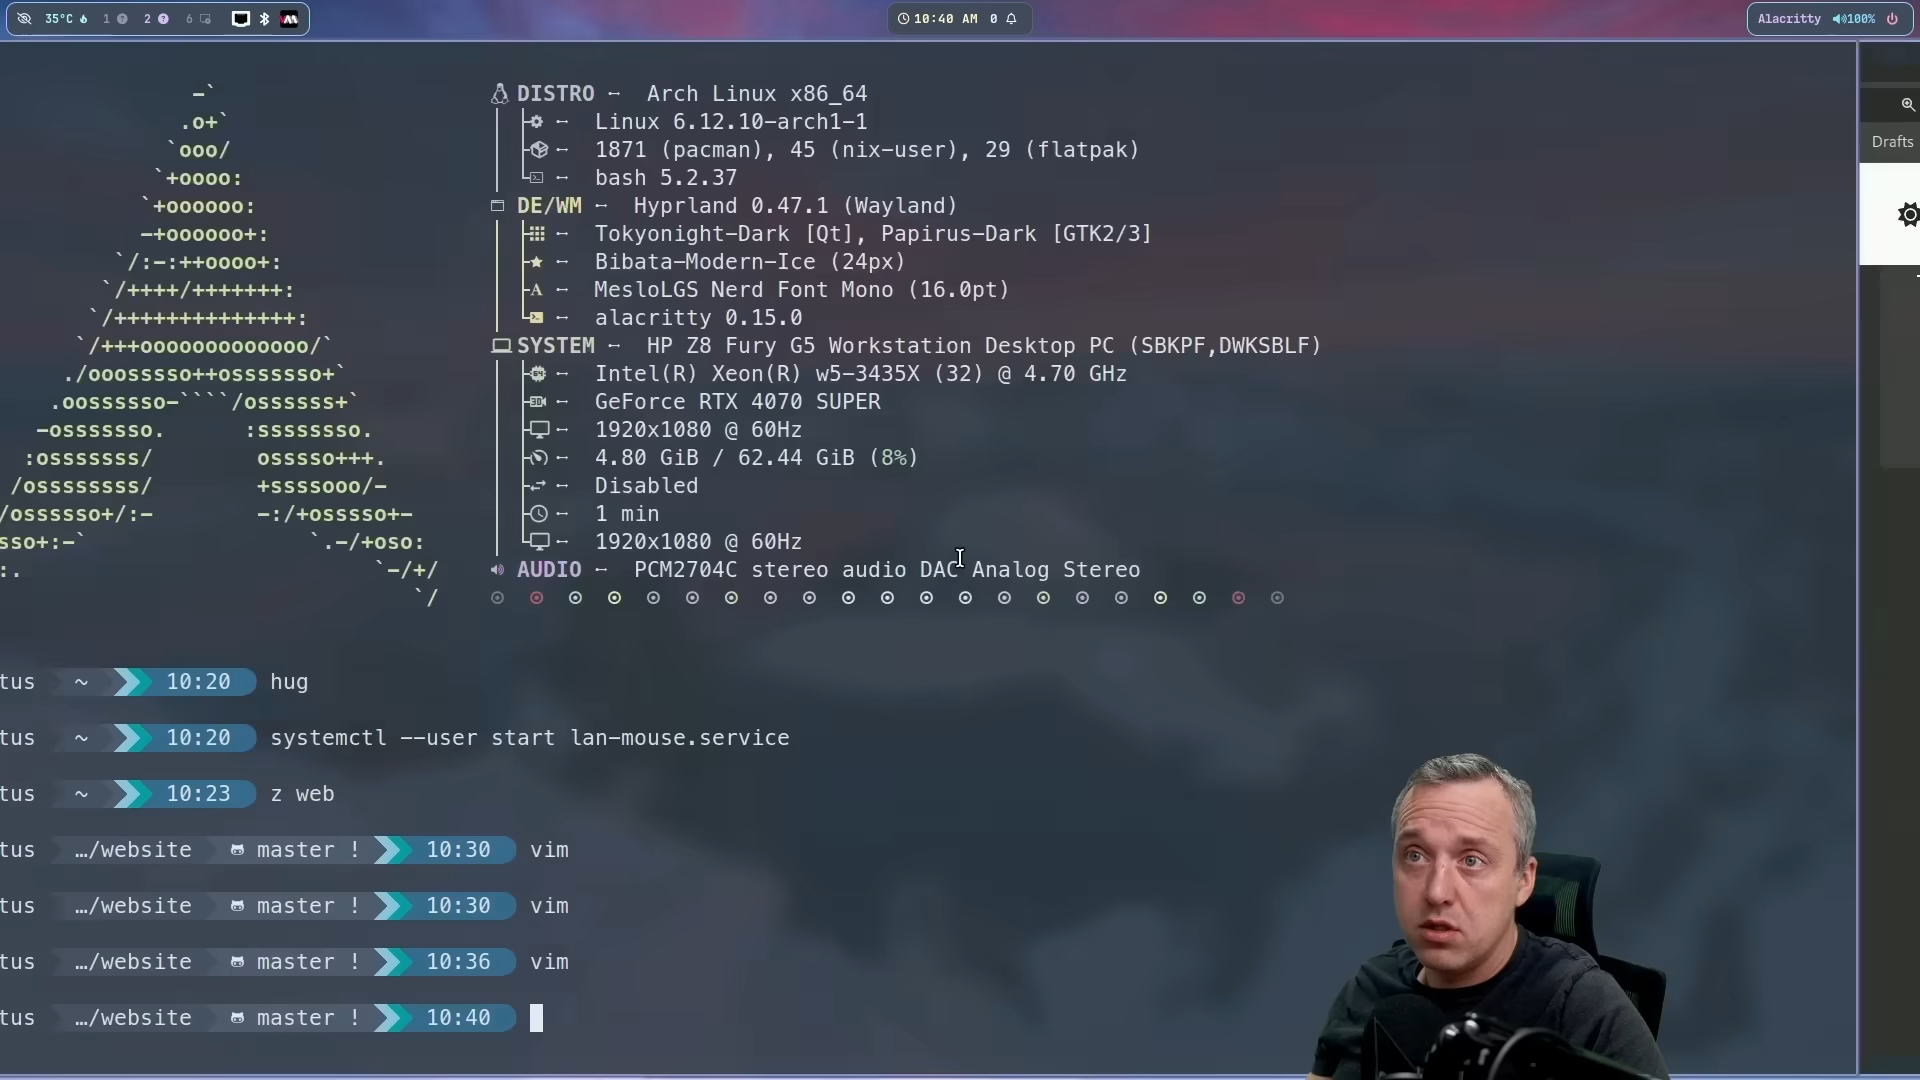 35°C 1 2 6
10:40 AM 0
Alacritty 100%
Drafts
DISTRO Arch Linux x86_64
Linux 6.12.10-arch1-1
1871 (pacman), 45 (nix-user), 29 (flatpak)
bash 5.2.37
DE/WM Hyprland 0.47.1 (Wayland)
Tokyonight-Dark [Qt], Papirus-Dark [GTK2/3]
Bibata-Modern-Ice (24px)
MesloLGS Nerd Font Mono (16.0pt)
alacritty 0.15.0
SYSTEM HP Z8 Fury G5 Workstation Desktop PC (SBKPF,DWKSBLF)
Intel(R) Xeon(R) w5-3435X (32) @ 4.70 GHz
GeForce RTX 4070 SUPER
1920x1080 @ 60Hz
4.80 GiB / 62.44 GiB (8%)
Disabled
1 min
1920x1080 @ 60Hz
AUDIO PCM2704C stereo audio DAC Analog Stereo
tus ~ 10:20 hug
tus ~ 10:20 systemctl --user start lan-mouse.service
tus ~ 10:23 z web
tus …/website master ! 10:30 vim
tus …/website master ! 10:30 vim
tus …/website master ! 10:36 vim
tus …/website master ! 10:40